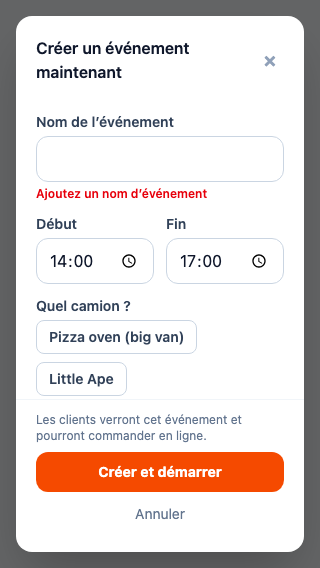 Créer un événement
maintenant
Nom de l'événement
Ajoutez un nom d'événement
Début
Fin
14:00
17:00
Quel camion ?
Pizza oven (big van)
Little Ape
Les clients verront cet événement et
pourront commander en ligne.
Créer et démarrer
Annuler